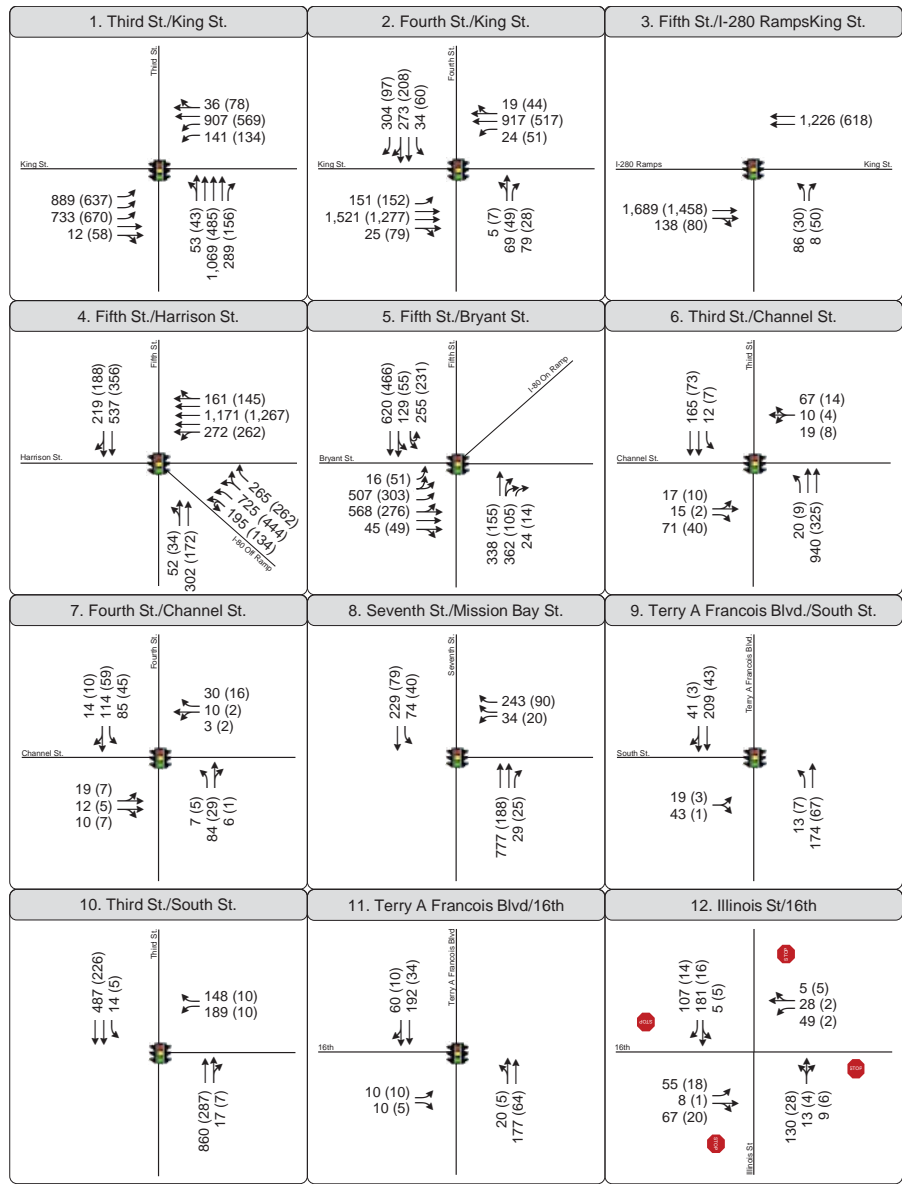 1. Third St./King St.
Third St.
36 (78)
907 (569)
141 (134)
King St.
889 (637)
733 (670)
12 (58)
53 (43)
1,069 (485)
289 (156)
2. Fourth St./King St.
Fourth St.
304 (97)
273 (208)
34 (60)
19 (44)
917 (517)
24 (51)
King St.
151 (152)
1,521 (1,277)
25 (79)
5 (7)
69 (49)
79 (28)
3. Fifth St./I-280 RampsKing St.
1,226 (618)
I-280 Ramps
King St.
1,689 (1,458)
138 (80)
86 (30)
8 (50)
4. Fifth St./Harrison St.
Fifth St.
219 (188)
537 (356)
161 (145)
1,171 (1,267)
272 (262)
Harrison St.
265 (262)
725 (444)
195 (134)
I-80 Off Ramp
52 (34)
302 (172)
5. Fifth St./Bryant St.
Fifth St.
I-80 On Ramp
620 (466)
129 (55)
255 (231)
Bryant St.
16 (51)
507 (303)
568 (276)
45 (49)
338 (155)
362 (105)
24 (14)
6. Third St./Channel St.
Third St.
165 (73)
12 (7)
67 (14)
10 (4)
19 (8)
Channel St.
17 (10)
15 (2)
71 (40)
20 (9)
940 (325)
7. Fourth St./Channel St.
Fourth St.
14 (10)
114 (59)
85 (45)
30 (16)
10 (2)
3 (2)
Channel St.
19 (7)
12 (5)
10 (7)
7 (5)
84 (29)
6 (1)
8. Seventh St./Mission Bay St.
Seventh St.
229 (79)
74 (40)
243 (90)
34 (20)
777 (188)
29 (25)
9. Terry A Francois Blvd./South St.
Terry A Francois Blvd.
41 (3)
209 (43)
South St.
19 (3)
43 (1)
13 (7)
174 (67)
10. Third St./South St.
Third St.
487 (226)
14 (5)
148 (10)
189 (10)
860 (287)
17 (7)
11. Terry A Francois Blvd/16th
Terry A Francois Blvd
60 (10)
192 (34)
16th
10 (10)
10 (5)
20 (5)
177 (64)
12. Illinois St/16th
STOP
107 (14)
181 (16)
5 (5)
5 (5)
28 (2)
49 (2)
STOP
16th
STOP
55 (18)
8 (1)
67 (20)
130 (28)
13 (4)
9 (6)
STOP
Illinois St